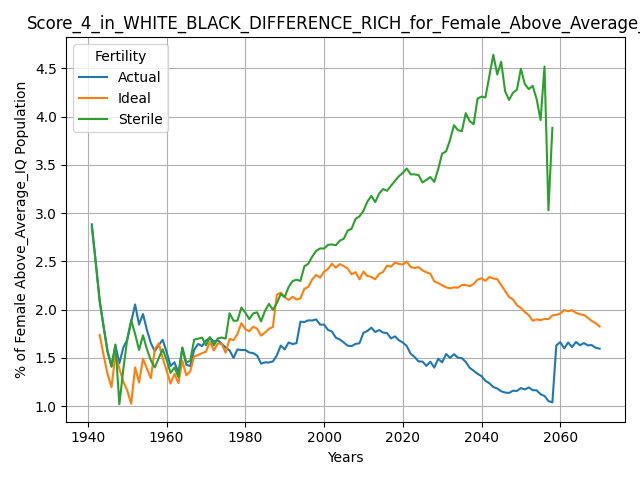 Score_4_in_WHITE_BLACK_DIFFERENCE_RICH_for_Female_Above_Average_
% of Female Above_Average_IQ Population
Fertility
Actual
Ideal
Sterile
4.5
4.0
3.5
3.0
2.5
2.0
1.5
1.0
1940 1960 1980 2000 2020 2040 2060
Years